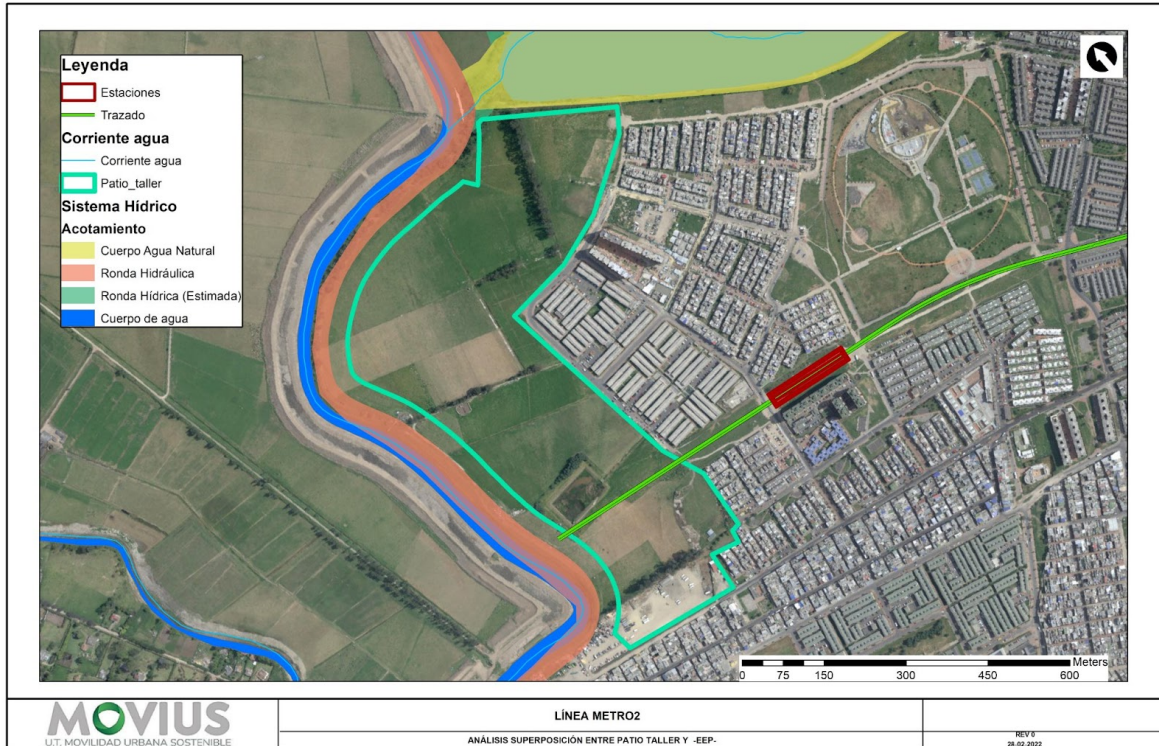 Leyenda
Estaciones
Trazado
Corriente agua
Corriente agua
Patio_taller
Sistema Hídrico
Acotamiento
Cuerpo Agua Natural
Ronda Hidráulica
Ronda Hídrica (Estimada)
Cuerpo de agua
Meters
0 75 150 300 450 600
MOVIUS
U.T. MOVILIDAD URBANA SOSTENIBLE
LÍNEA METRO2
ANÁLISIS SUPERPOSICIÓN ENTRE PATIO TALLER Y -EEP-
REV 0
28-02-2022